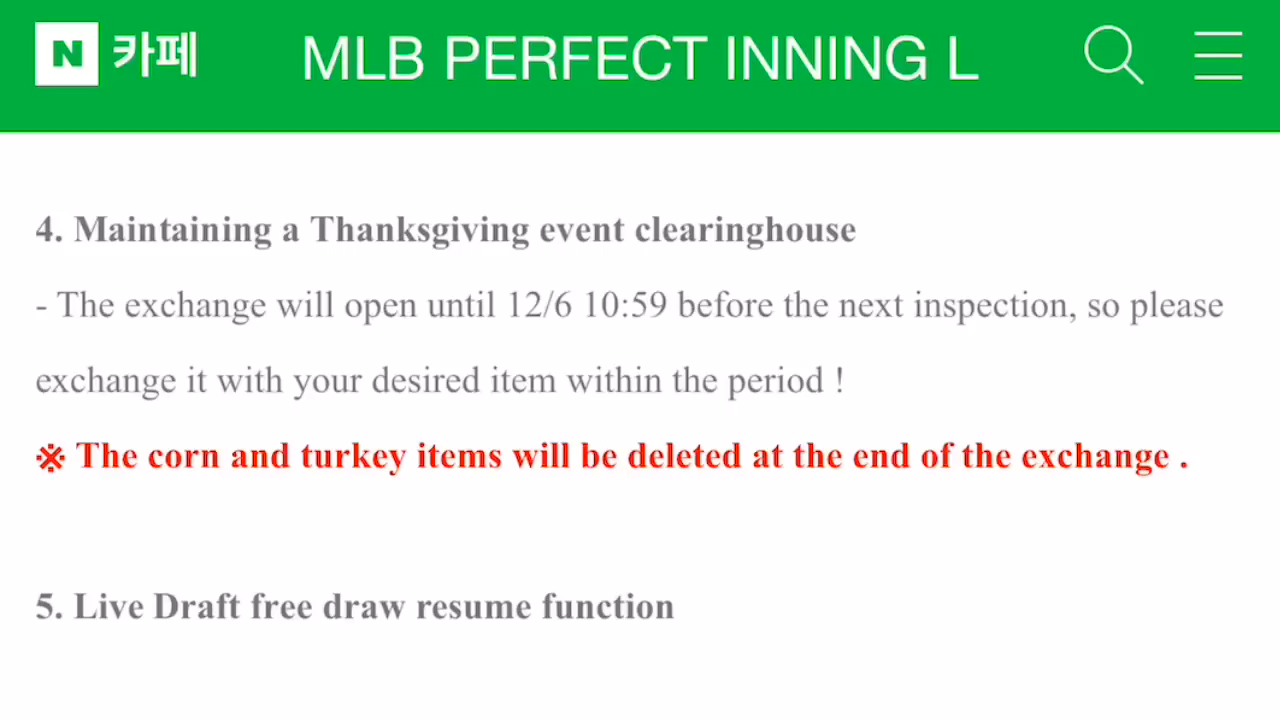 N 카페 MLB PERFECT INNING L
4. Maintaining a Thanksgiving event clearinghouse
- The exchange will open until 12/6 10:59 before the next inspection, so please
exchange it with your desired item within the period !
※ The corn and turkey items will be deleted at the end of the exchange .
5. Live Draft free draw resume function